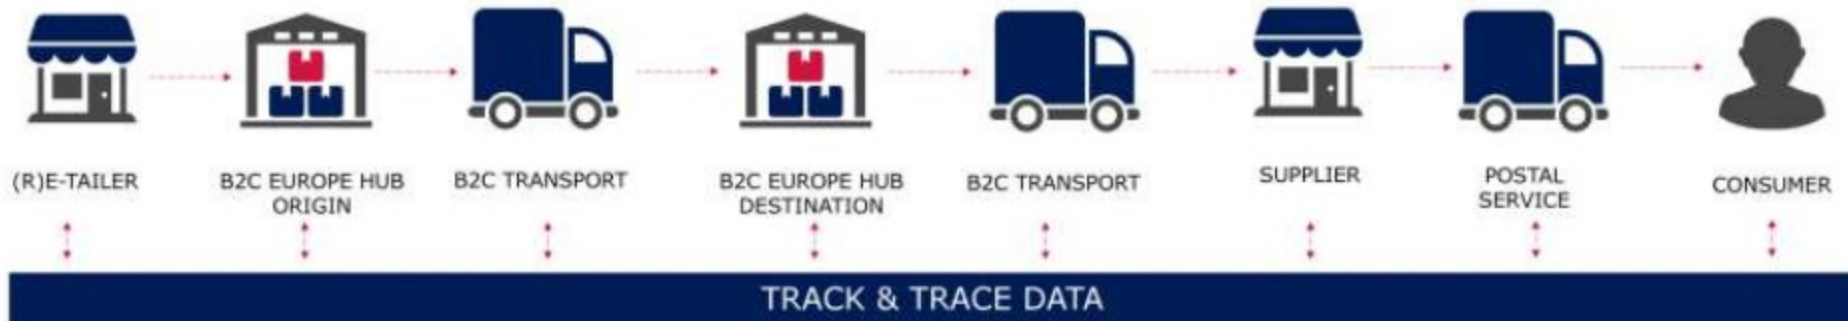 (R)E-TAILER
B2C EUROPE HUB
ORIGIN
B2C TRANSPORT
B2C EUROPE HUB
DESTINATION
B2C TRANSPORT
SUPPLIER
POSTAL
SERVICE
CONSUMER
TRACK & TRACE DATA